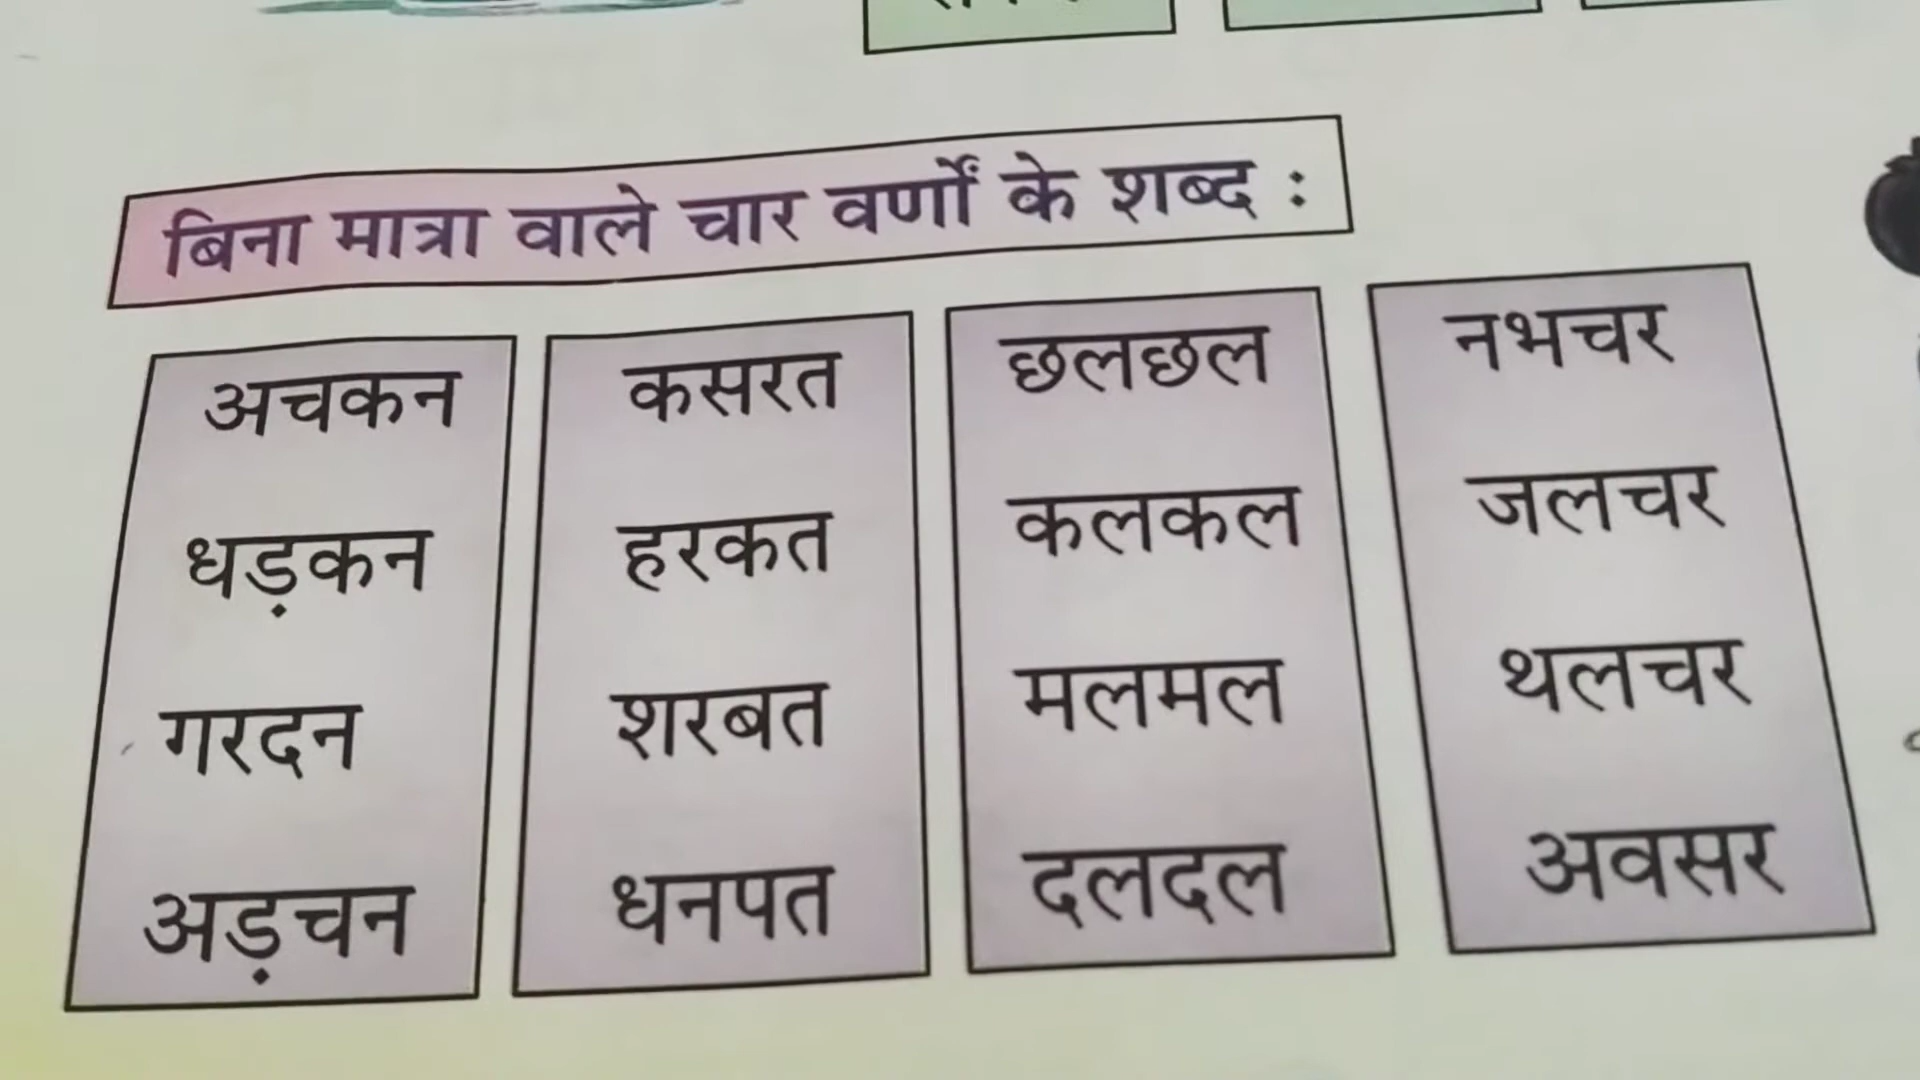 बिना मात्रा वाले चार वर्णों के शब्द :
अचकन कसरत छलछल नभचर
धड़कन हरकत कलकल जलचर
गरदन शरबत मलमल थलचर
अड़चन धनपत दलदल अवसर